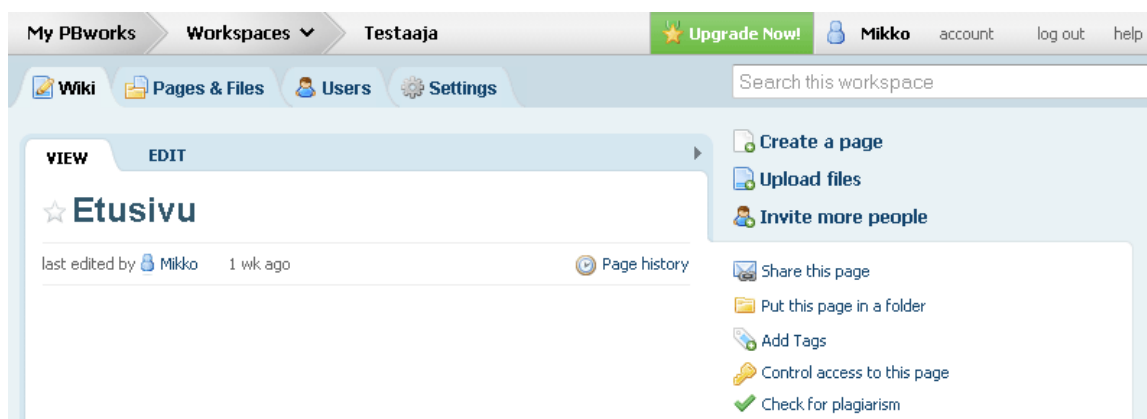 My PBworks Workspaces Testaaja Upgrade Now! Mikko account log out help
Wiki Pages & Files Users Settings Search this workspace
VIEW EDIT
Etusivu
last edited by Mikko 1 wk ago Page history
Create a page
Upload files
Invite more people
Share this page
Put this page in a folder
Add Tags
Control access to this page
Check for plagiarism